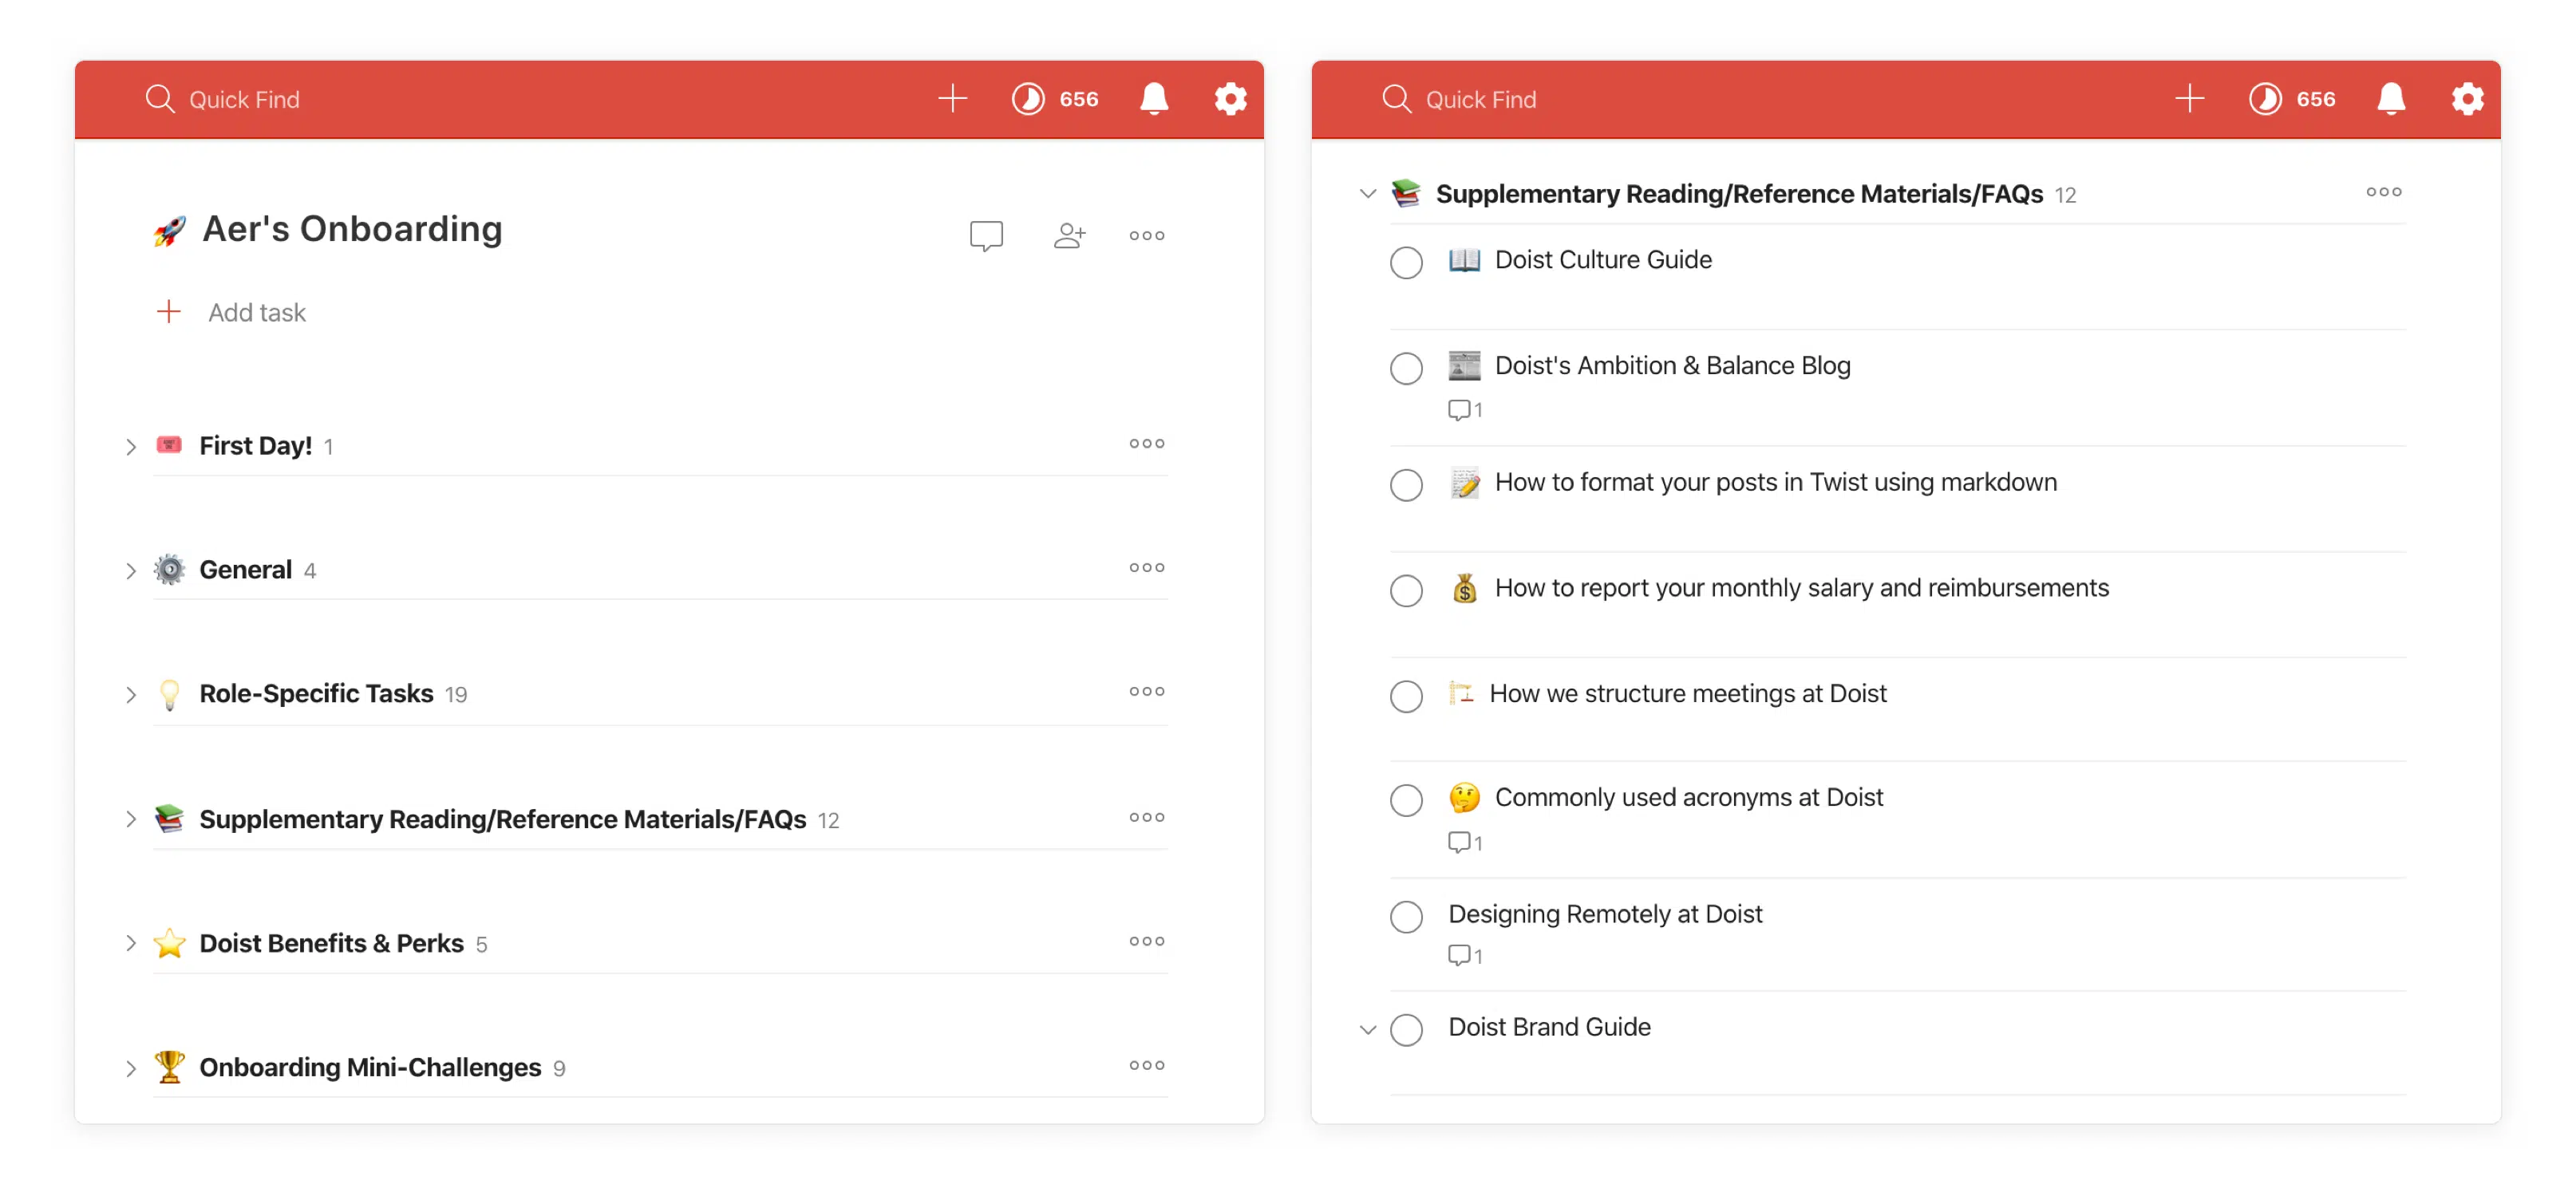 Quick Find
656
Aer's Onboarding
Add task
First Day! 1
General 4
Role-Specific Tasks 19
Supplementary Reading/Reference Materials/FAQs 12
Doist Benefits & Perks 5
Onboarding Mini-Challenges 9
Quick Find
656
Supplementary Reading/Reference Materials/FAQs 12
Doist Culture Guide
Doist's Ambition & Balance Blog
1
How to format your posts in Twist using markdown
How to report your monthly salary and reimbursements
How we structure meetings at Doist
Commonly used acronyms at Doist
1
Designing Remotely at Doist
1
Doist Brand Guide